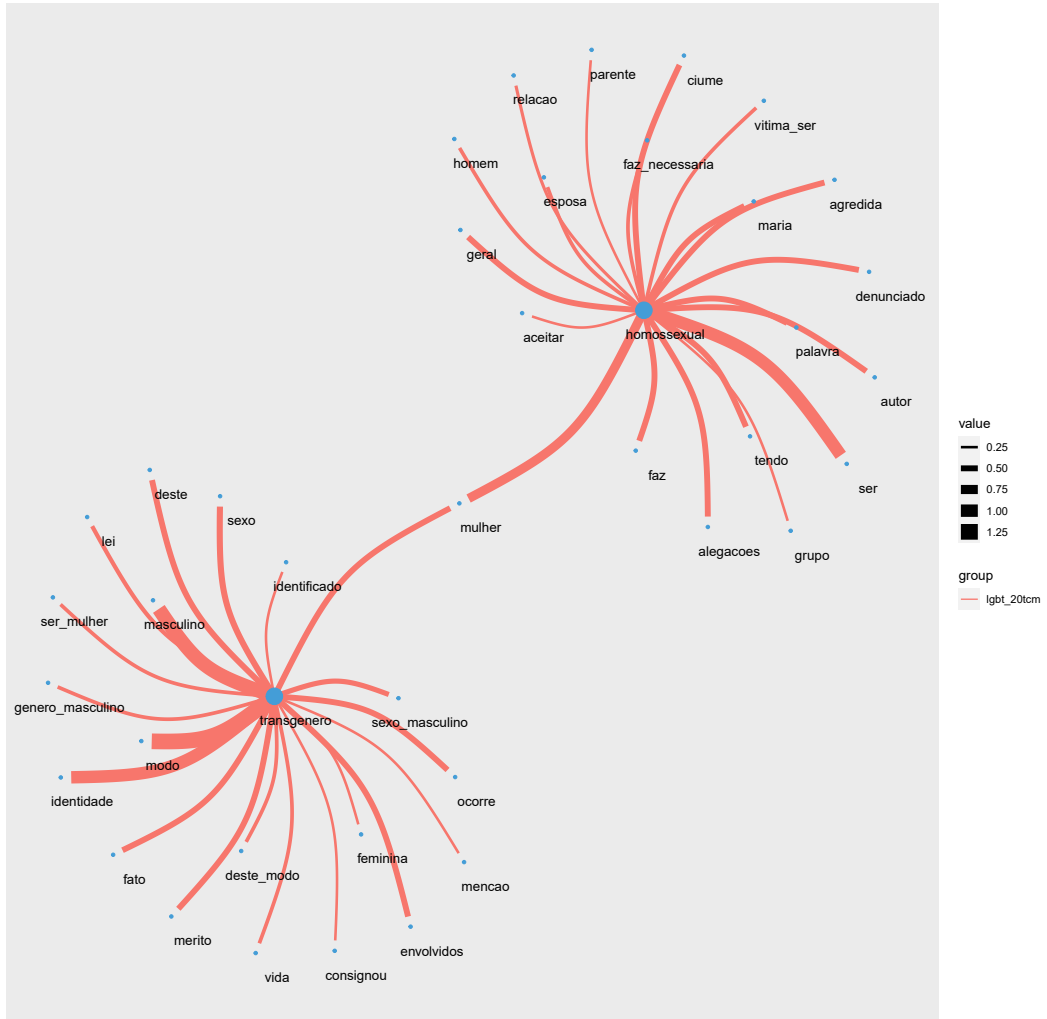 parente
ciume
relacao
vitima_ser
homem
faz_necessaria
esposa
agredida
maria
geral
denunciado
aceitar
homossexual
palavra
autor
tendo
faz
ser
mulher
alegacoes
grupo
deste
sexo
lei
identificado
ser_mulher
masculino
genero_masculino
transgenero
sexo_masculino
modo
identidade
ocorre
feminina
deste_modo
fato
mencao
merito
envolvidos
vida
consignou
value
0.25
0.50
0.75
1.00
1.25
group
lgbt_20tcm